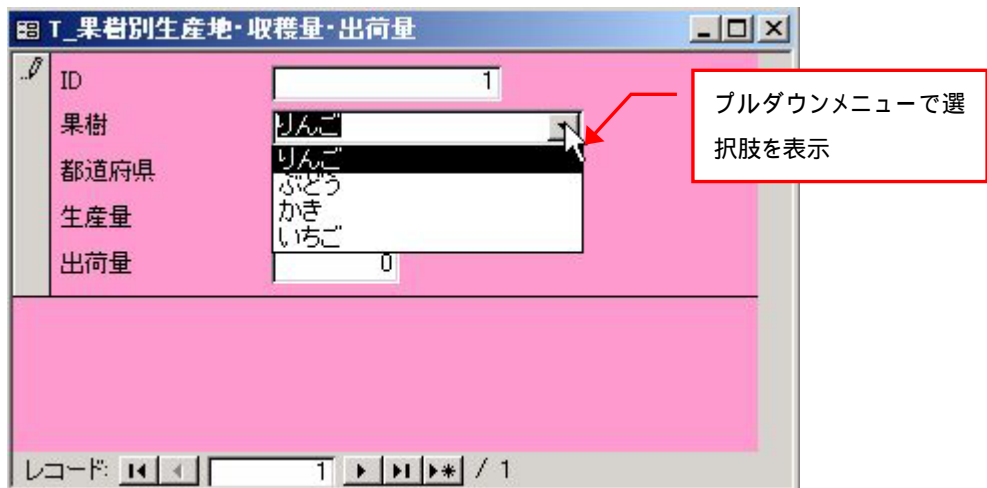 T_果樹別生産地・収穫量・出荷量
ID 1
果樹 りんご
りんご
ぶどう
かき
いちご
都道府県
生産量
出荷量 0
プルダウンメニューで選
択肢を表示
レコード: 1 / 1